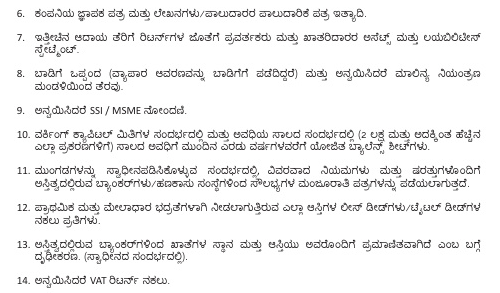 6. ಕಂಪನಿಯ ಜ್ಞಾಪಕ ಪತ್ರ ಮತ್ತು ಲೇಖನಗಳು/ಪಾಲುದಾರರ ಪಾಲುದಾರಿಕೆ ಪತ್ರ ಇತ್ಯಾದಿ.
7. ಇತ್ತೀಚಿನ ಆದಾಯ ತೆರಿಗೆ ರಿಟರ್ನ್‌ಗಳ ಜೊತೆಗೆ ಪ್ರವರ್ತಕರು ಮತ್ತು ಖಾತರಿದಾರರ ಅಸೆಟ್ಸ್ ಮತ್ತು ಲಯಬಿಲಿಟೀಸ್
ಸ್ಟೇಟ್ಮೆಂಟ್.
8. ಬಾಡಿಗೆ ಒಪ್ಪಂದ (ವ್ಯಾಪಾರ ಆವರಣವನ್ನು ಬಾಡಿಗೆಗೆ ಪಡೆದಿದ್ದರೆ) ಮತ್ತು ಅನ್ವಯಿಸಿದರೆ ಮಾಲಿನ್ಯ ನಿಯಂತ್ರಣ
ಮಂಡಳಿಯಿಂದ ತೆರವು.
9. ಅನ್ವಯಿಸಿದರೆ SSI / MSME ನೋಂದಣಿ.
10. ವರ್ಕಿಂಗ್ ಕ್ಯಾಪಿಟಲ್ ಮಿತಿಗಳ ಸಂದರ್ಭದಲ್ಲಿ ಮತ್ತು ಅವಧಿಯ ಸಾಲದ ಸಂದರ್ಭದಲ್ಲಿ (2 ಲಕ್ಷ ಮತ್ತು ಅದಕ್ಕಿಂತ ಹೆಚ್ಚಿನ
ಎಲ್ಲಾ ಪ್ರಕರಣಗಳಿಗೆ) ಸಾಲದ ಅವಧಿಗೆ ಮುಂದಿನ ಎರಡು ವರ್ಷಗಳವರೆಗೆ ಯೋಜಿತ ಬ್ಯಾಲೆನ್ಸ್ ಶೀಟ್‌ಗಳು.
11. ಮುಂಗಡಗಳನ್ನು ಸ್ವಾಧೀನಪಡಿಸಿಕೊಳ್ಳುವ ಸಂದರ್ಭದಲ್ಲಿ, ವಿವರವಾದ ನಿಯಮಗಳು ಮತ್ತು ಷರತ್ತುಗಳೊಂದಿಗೆ
ಅಸ್ತಿತ್ವದಲ್ಲಿರುವ ಬ್ಯಾಂಕರ್‌ಗಳು/ಹಣಕಾಸು ಸಂಸ್ಥೆಗಳಿಂದ ಸೌಲಭ್ಯಗಳ ಮಂಜೂರಾತಿ ಪತ್ರಗಳನ್ನು ಪಡೆಯಲಾಗುತ್ತದೆ.
12. ಪ್ರಾಥಮಿಕ ಮತ್ತು ಮೇಲಾಧಾರ ಭದ್ರತೆಗಳಾಗಿ ನೀಡಲಾಗುತ್ತಿರುವ ಎಲ್ಲಾ ಆಸ್ತಿಗಳ ಲೀಸ್ ಡೀಡ್‌ಗಳು/ಟೈಟಲ್ ಡೀಡ್‌ಗಳ
ನಕಲು ಪ್ರತಿಗಳು.
13. ಅಸ್ತಿತ್ವದಲ್ಲಿರುವ ಬ್ಯಾಂಕರ್‌ಗಳಿಂದ ಖಾತೆಗಳ ಸ್ಥಾನ ಮತ್ತು ಆಸ್ತಿಯು ಅವರೊಂದಿಗೆ ಪ್ರಮಾಣಿತವಾಗಿದೆ ಎಂಬ ಬಗ್ಗೆ
ದೃಢೀಕರಣ. (ಸ್ವಾಧೀನದ ಸಂದರ್ಭದಲ್ಲಿ).
14. ಅನ್ವಯಿಸಿದರೆ VAT ರಿಟರ್ನ್ ನಕಲು.